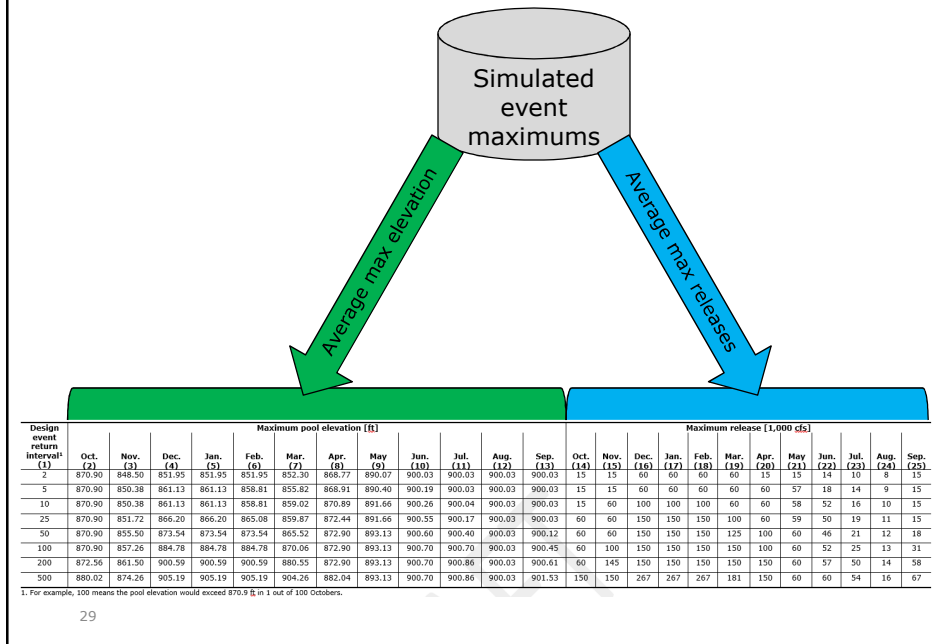 Simulated
event
maximums
Average max elevation
Average max releases
Design
event
return
interval¹
(1)
Maximum pool elevation [ft]
Maximum release [1,000 cfs]
Oct. Nov. Dec. Jan. Feb. Mar. Apr. May Jun. Jul. Aug. Sep. Oct. Nov. Dec. Jan. Feb. Mar. Apr. May Jun. Jul. Aug. Sep.
(2) (3) (4) (5) (6) (7) (8) (9) (10) (11) (12) (13) (14) (15) (16) (17) (18) (19) (20) (21) (22) (23) (24) (25)
2 870.90 848.50 851.95 851.95 851.95 852.30 868.77 890.07 900.03 900.03 900.03 900.03 15 15 60 60 60 60 15 15 14 10 8 15
5 870.90 850.38 861.13 861.13 858.81 855.82 868.91 890.40 900.19 900.03 900.03 900.03 15 15 60 60 60 60 60 57 18 14 9 15
10 870.90 850.38 861.13 861.13 858.81 859.02 870.89 891.66 900.26 900.04 900.03 900.03 15 60 100 100 100 60 60 58 52 16 10 15
25 870.90 851.72 866.20 866.20 865.08 859.87 872.44 891.66 900.55 900.17 900.03 900.03 60 60 150 150 150 100 60 59 50 19 11 15
50 870.90 855.50 873.54 873.54 873.54 865.52 872.90 893.13 900.60 900.40 900.03 900.12 60 60 150 150 150 125 100 60 46 21 12 18
100 870.90 857.26 884.78 884.78 884.78 870.06 872.90 893.13 900.70 900.70 900.03 900.45 60 100 150 150 150 150 100 60 52 25 13 31
200 872.56 861.50 900.59 900.59 900.59 880.55 872.90 893.13 900.70 900.86 900.03 900.61 60 145 150 150 150 150 150 60 57 50 14 58
500 880.02 874.26 905.19 905.19 905.19 904.26 882.04 893.13 900.70 900.86 900.03 901.53 150 150 267 267 267 181 150 60 60 54 16 67
1. For example, 100 means the pool elevation would exceed 870.9 ft in 1 out of 100 Octobers.
29